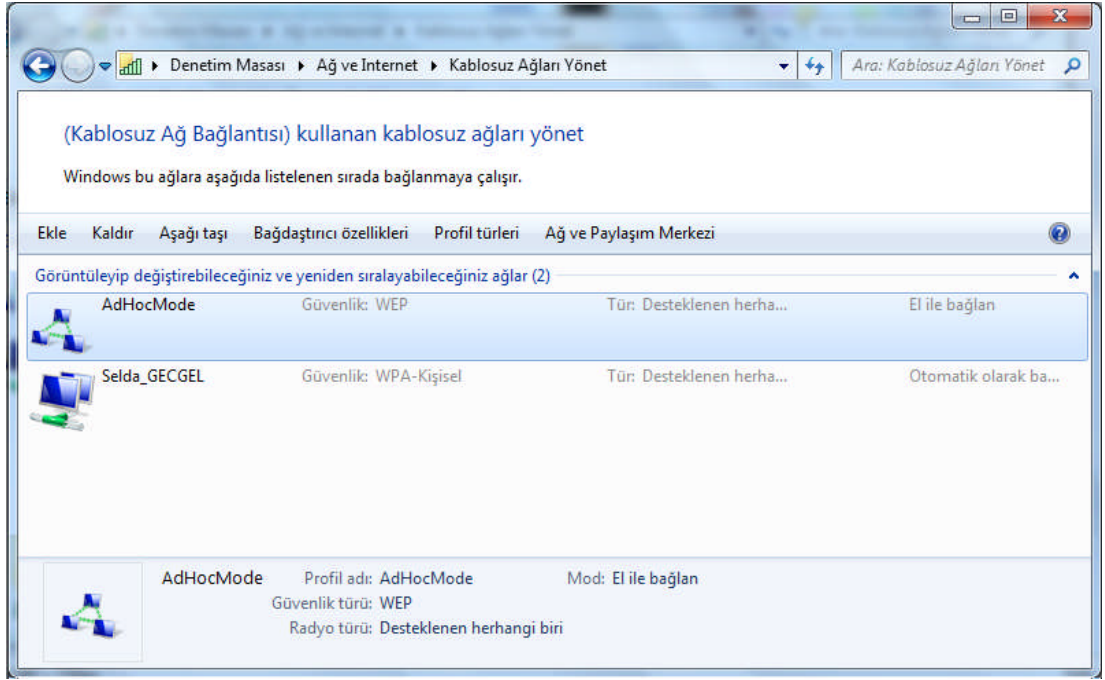 Denetim Masası Ağ ve Internet Kablosuz Ağları Yönet Ara: Kablosuz Ağları Yönet
(Kablosuz Ağ Bağlantısı) kullanan kablosuz ağları yönet
Windows bu ağlara aşağıda listelenen sırada bağlanmaya çalışır.
Ekle Kaldır Aşağı taşı Bağdaştırıcı özellikleri Profil türleri Ağ ve Paylaşım Merkezi
Görüntüleyip değiştirebileceğiniz ve yeniden sıralayabileceğiniz ağlar (2)
AdHocMode Güvenlik: WEP Tür: Desteklenen herha... El ile bağlan
Selda_GECGEL Güvenlik: WPA-Kişisel Tür: Desteklenen herha... Otomatik olarak ba...
AdHocMode Profil adı: AdHocMode Mod: El ile bağlan
Güvenlik türü: WEP
Radyo türü: Desteklenen herhangi biri